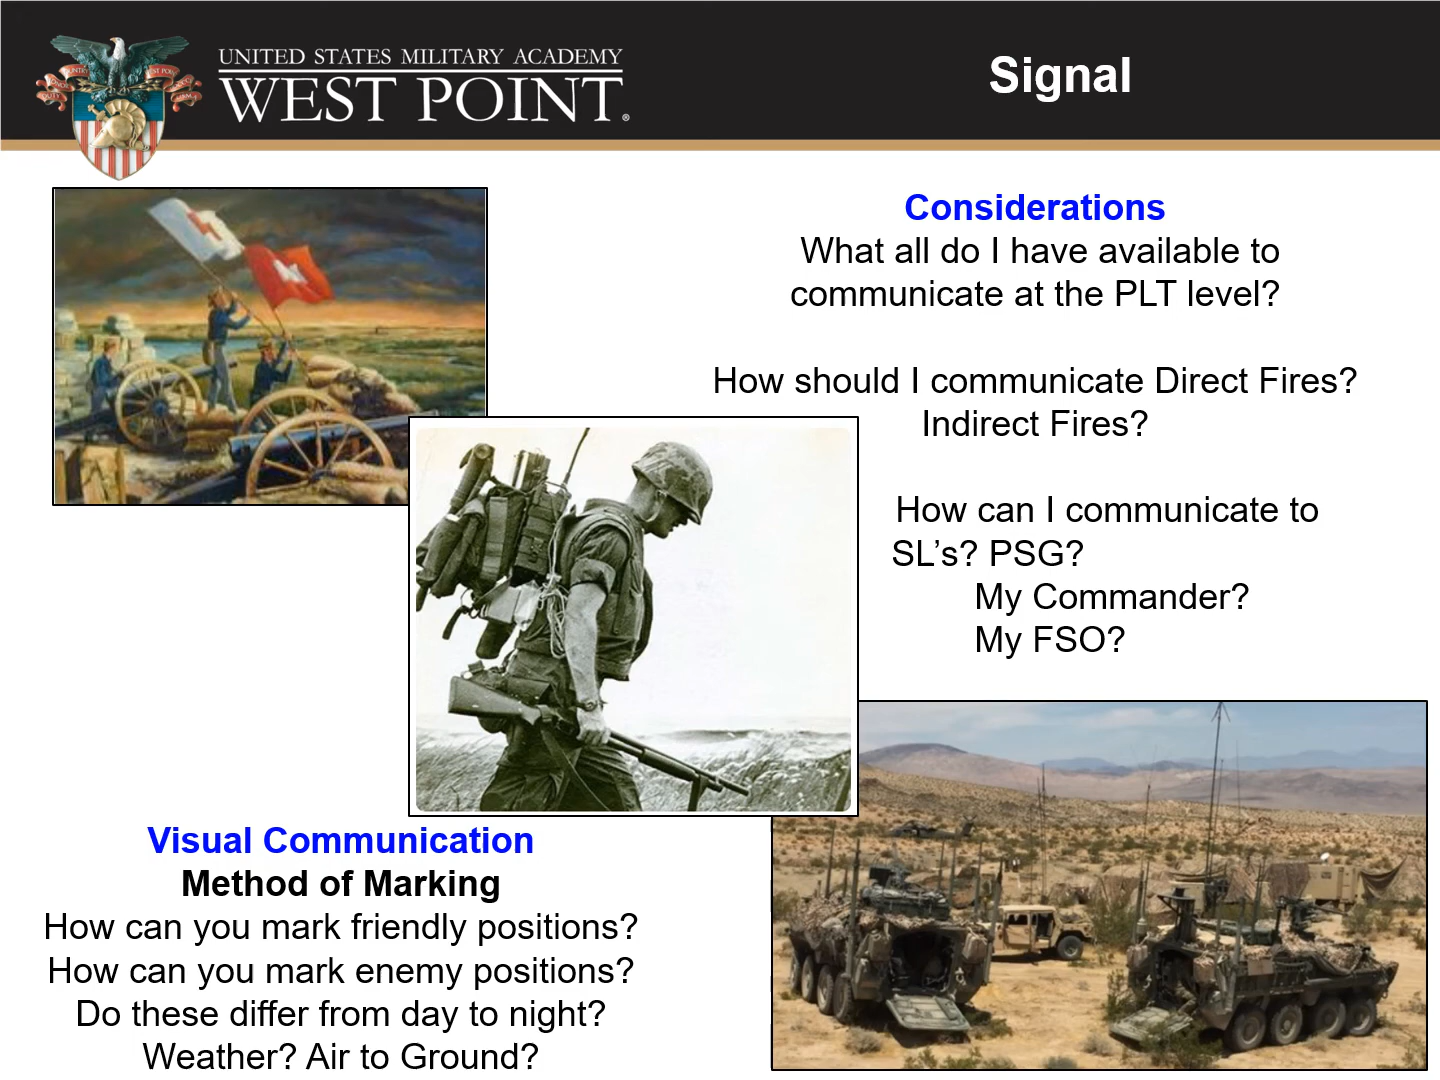 UNITED STATES MILITARY ACADEMY
WEST POINT®
Signal
Considerations
What all do I have available to
communicate at the PLT level?
How should I communicate Direct Fires?
Indirect Fires?
How can I communicate to
SL’s? PSG?
My Commander?
My FSO?
Visual Communication
Method of Marking
How can you mark friendly positions?
How can you mark enemy positions?
Do these differ from day to night?
Weather? Air to Ground?